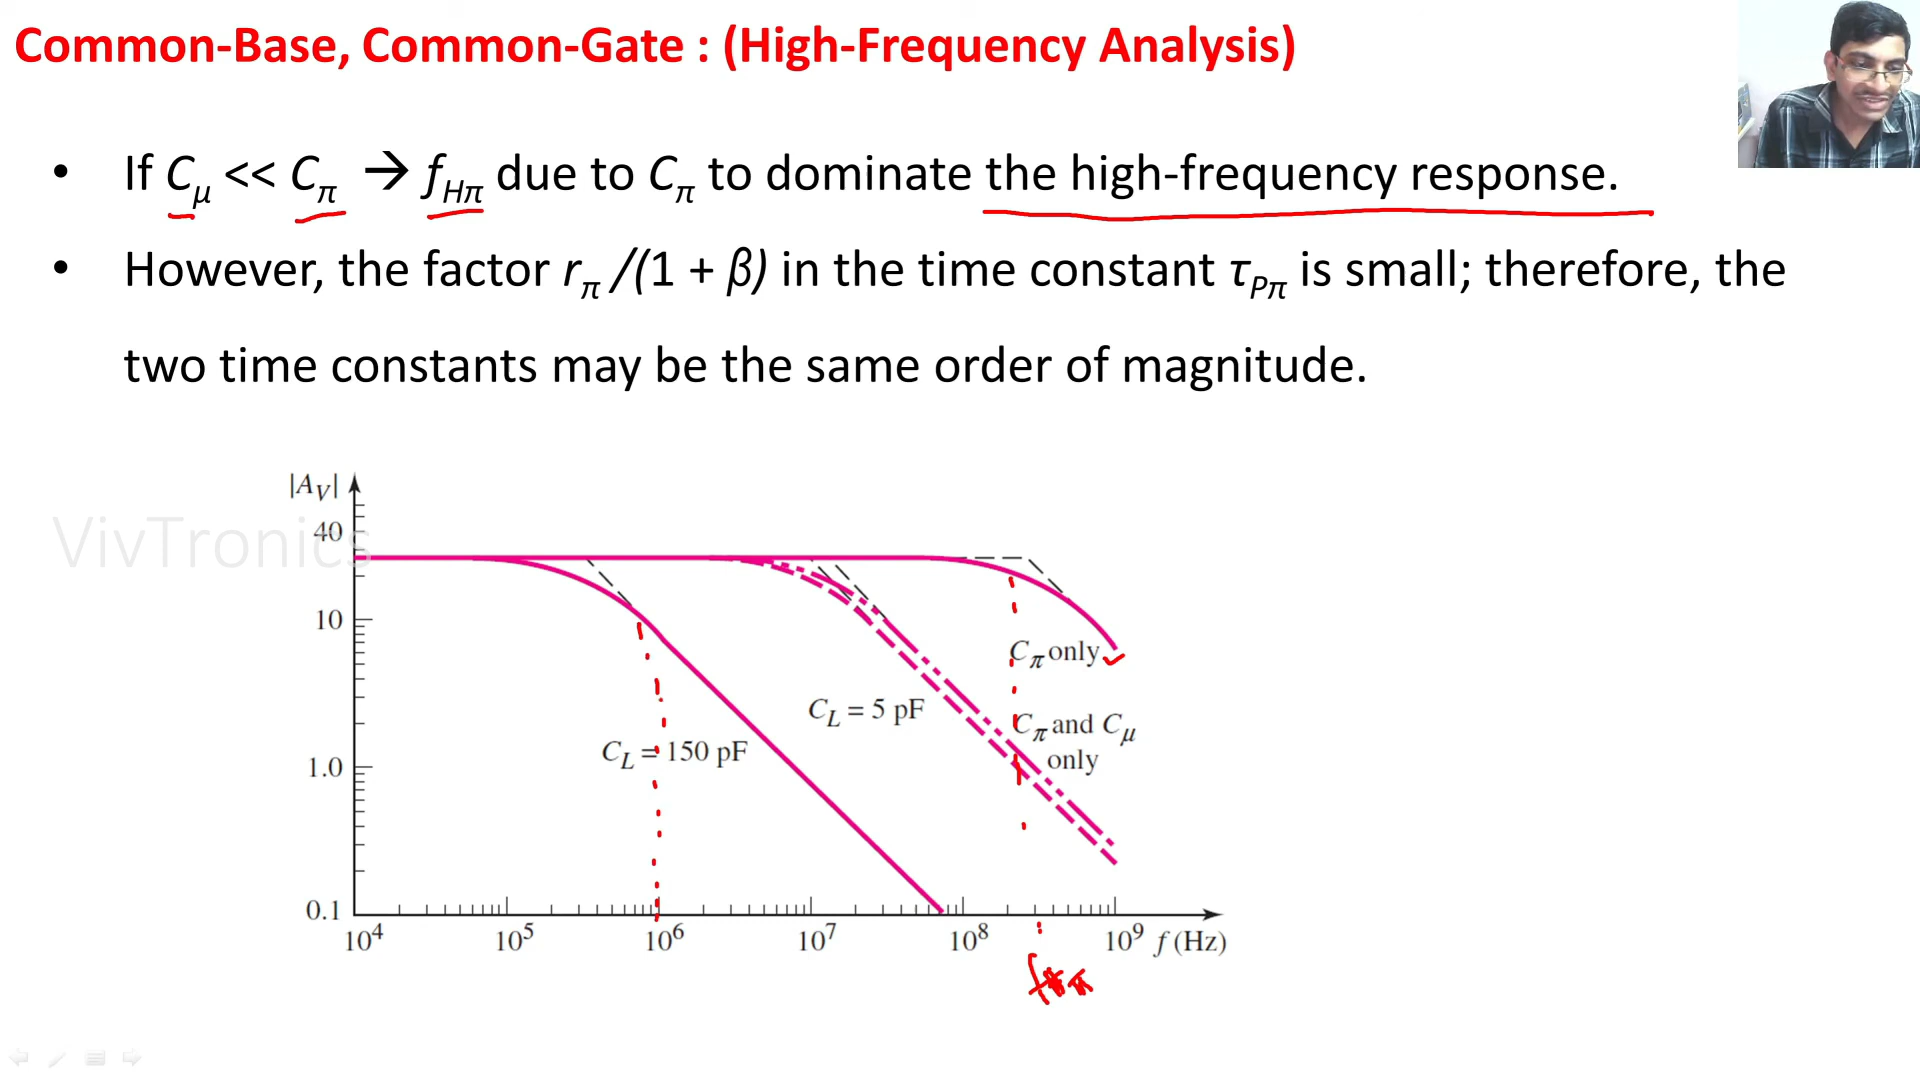 Common-Base, Common-Gate : (High-Frequency Analysis)
• If Cμ << Cπ → fHπ due to Cπ to dominate the high-frequency response.
• However, the factor rπ /(1 + β) in the time constant τPπ is small; therefore, the
two time constants may be the same order of magnitude.
|AV|
40
VivTronics
10
Cπ only
CL = 5 pF
Cπ and Cμ
only
CL = 150 pF
1.0
0.1
10⁴ 10⁵ 10⁶ 10⁷ 10⁸ 10⁹ f (Hz)